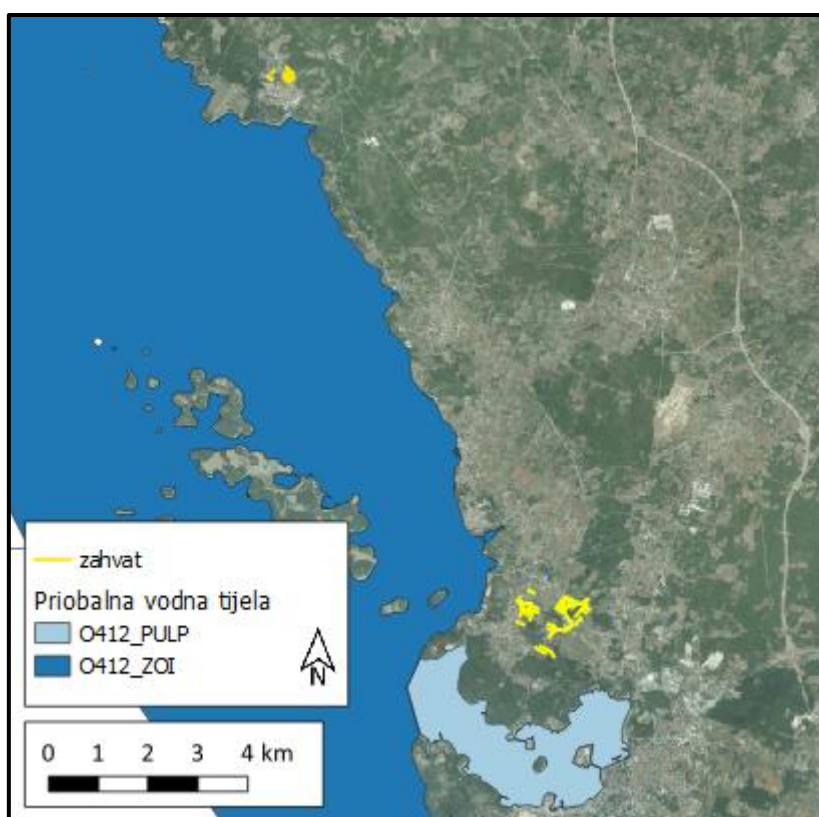 zahvat
Priobalna vodna tijela
O412_PULP
O412_ZOI
N
0 1 2 3 4 km